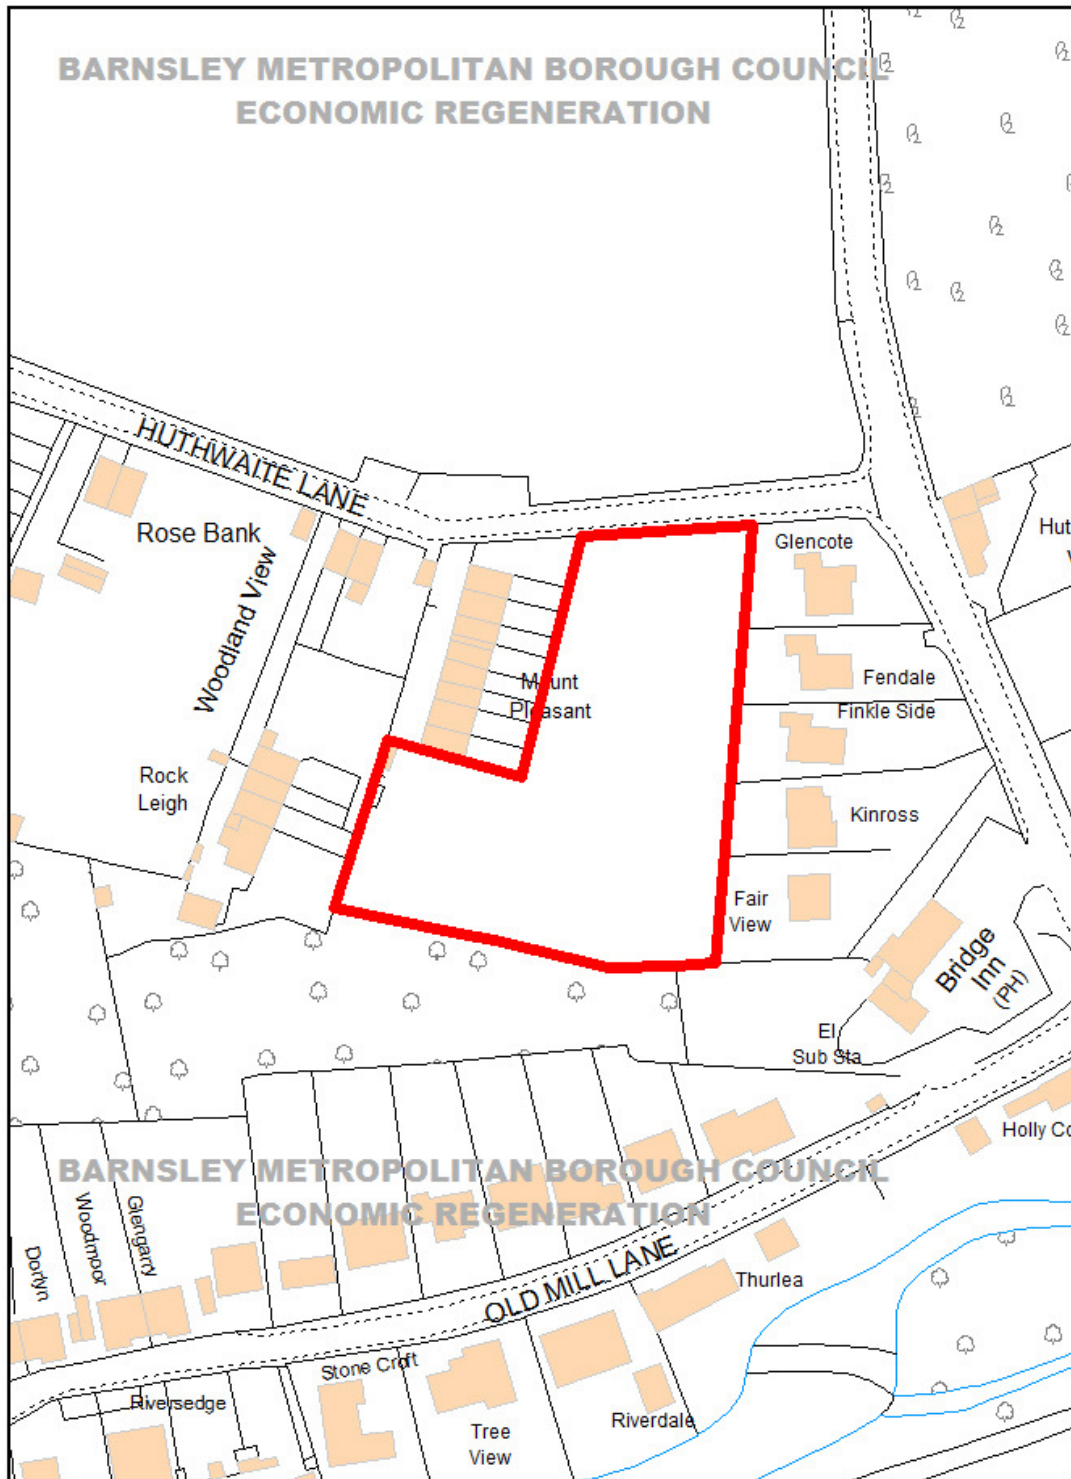 BARNSLEY METROPOLITAN BOROUGH COUNCIL
ECONOMIC REGENERATION
HUTHWAITE LANE
Rose Bank
Woodland View
Glencote
Mount
Pleasant
Fendale
Finkle Side
Rock
Leigh
Kinross
Fair
View
Bridge
Inn
(PH)
El
Sub Sta
Holly Co
BARNSLEY METROPOLITAN BOROUGH COUNCIL
ECONOMIC REGENERATION
Dorlyn
Woodmoor
Glengarry
OLD MILL LANE
Thurlea
Stone Croft
Riversedge
Tree
View
Riverdale